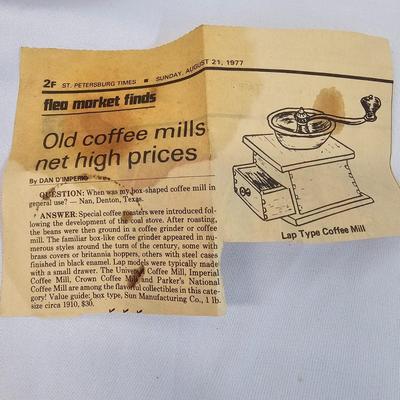 2F ST. PETERSBURG TIMES ■ SUNDAY, AUGUST 21, 1977
flea market finds
Old coffee mills
net high prices
By DAN D'IMPERIO
QUESTION: When was my box-shaped coffee mill in
general use? — Nan, Denton, Texas.
ANSWER: Special coffee roasters were introduced fol-
lowing the development of the coal stove. After roasting,
the beans were then ground in a coffee grinder or coffee
mill. The familiar box-like coffee grinder appeared in nu-
merous styles around the turn of the century, some with
brass covers or britannia hoppers, others with steel cases
finished in black enamel. Lap models were typically made
with a small drawer. The Universal Coffee Mill, Imperial
Coffee Mill, Crown Coffee Mill and Parker's National
Coffee Mill are among the flavorful collectibles in this cate-
gory! Value guide: box type, Sun Manufacturing Co., 1 lb.
size circa 1910, $30.
Lap Type Coffee Mill